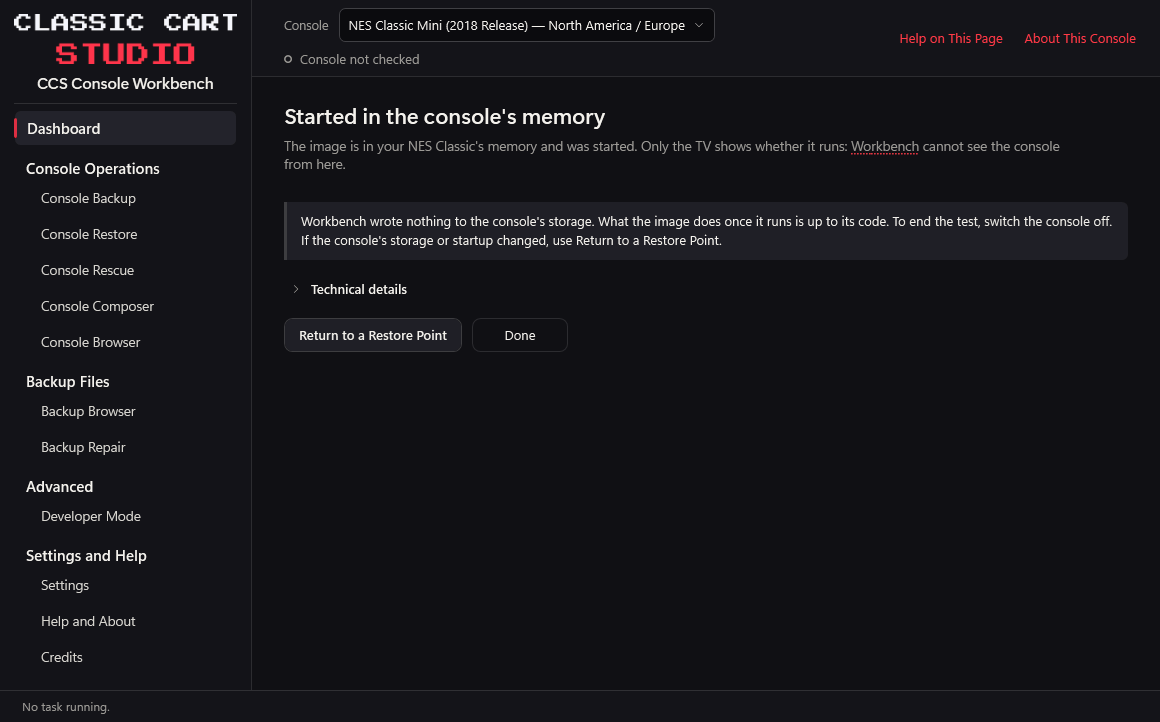 CLASSIC CART
STUDIO
CCS Console Workbench
Dashboard
Console Operations
Console Backup
Console Restore
Console Rescue
Console Composer
Console Browser
Backup Files
Backup Browser
Backup Repair
Advanced
Developer Mode
Settings and Help
Settings
Help and About
Credits
Console
NES Classic Mini (2018 Release) — North America / Europe
Console not checked
Help on This Page
About This Console
Started in the console's memory
The image is in your NES Classic's memory and was started. Only the TV shows whether it runs: Workbench cannot see the console
from here.
Workbench wrote nothing to the console's storage. What the image does once it runs is up to its code. To end the test, switch the console off.
If the console's storage or startup changed, use Return to a Restore Point.
Technical details
Return to a Restore Point
Done
No task running.